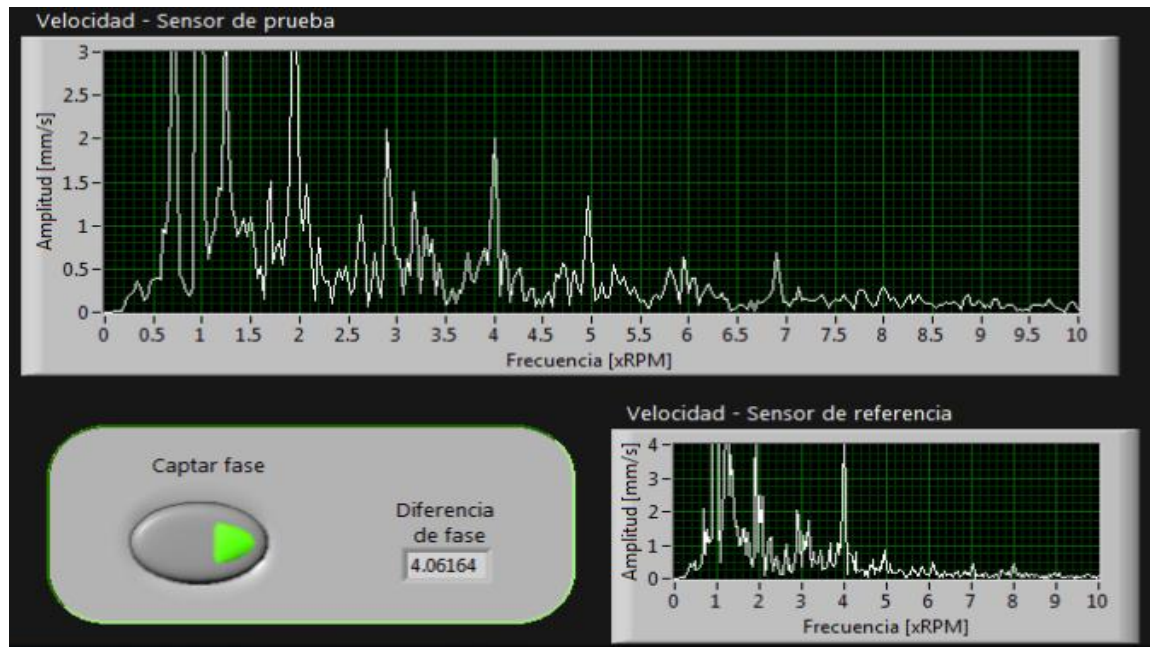 Velocidad - Sensor de prueba
3
2.5
2
1.5
1
0.5
0
Amplitud [mm/s]
0 0.5 1 1.5 2 2.5 3 3.5 4 4.5 5 5.5 6 6.5 7 7.5 8 8.5 9 9.5 10
Frecuencia [xRPM]
Captar fase
Diferencia
de fase
4.06164
Velocidad - Sensor de referencia
4
3
2
1
0
Amplitud [mm/s]
0 1 2 3 4 5 6 7 8 9 10
Frecuencia [xRPM]